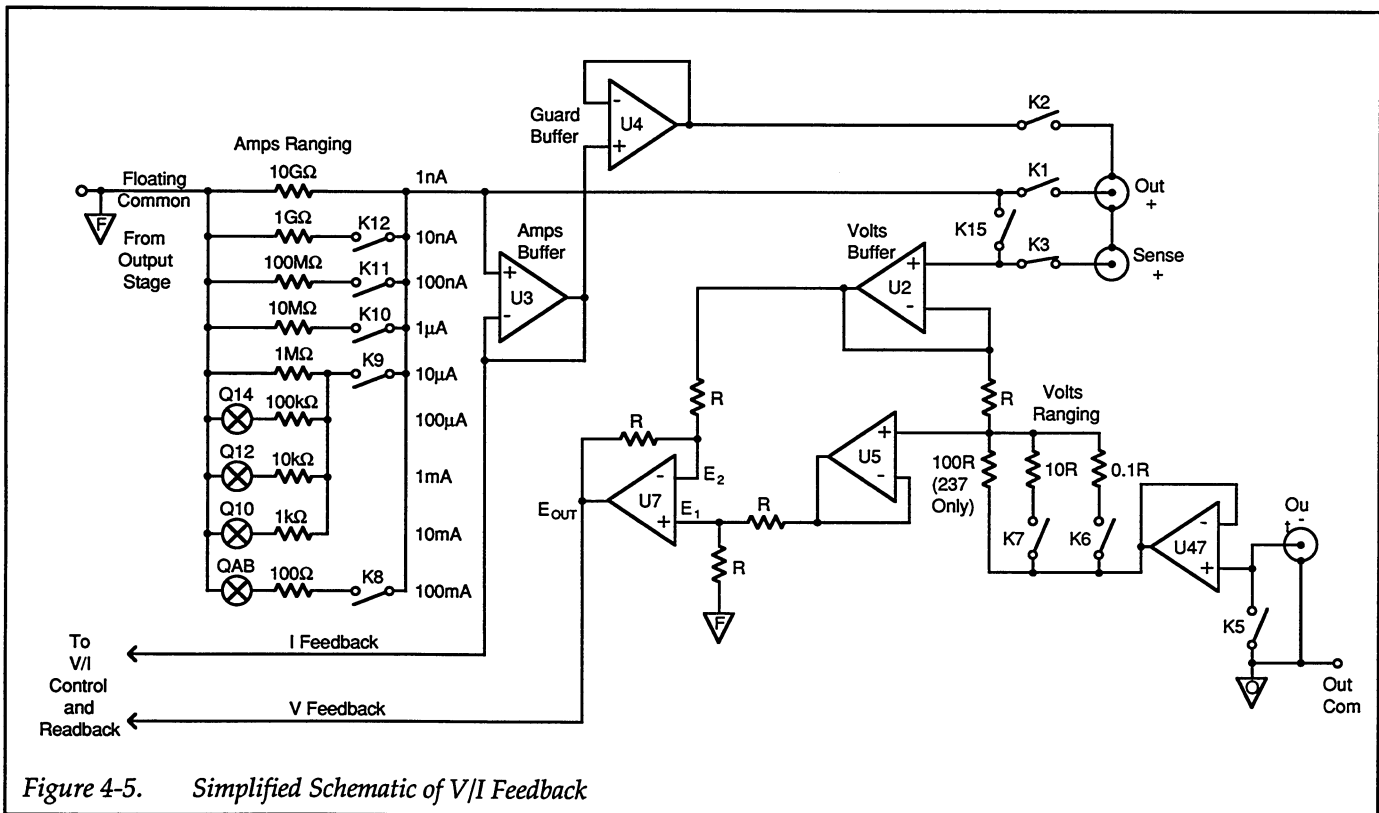 Guard
Buffer
U4
-
+
K2
Amps Ranging
10GΩ
1nA
K1
Out
+
Floating
Common
F
From
Output
Stage
1GΩ
K12
10nA
100MΩ
K11
100nA
10MΩ
K10
1µA
1MΩ
K9
10µA
Q14
100kΩ
100µA
Q12
10kΩ
1mA
Q10
1kΩ
10mA
QAB
100Ω
K8
100mA
Amps
Buffer
+
U3
-
K15
K3
Sense
+
Volts
Buffer
+
U2
-
R
R
Volts
Ranging
R
+
U5
-
100R
(237
Only)
10R
0.1R
K7
K6
-
E2
U7
EOUT
E1
+
R
R
F
-
U47
+
Ou
t
-
K5
O
Out
Com
To
V/I
Control
and
Readback
I Feedback
V Feedback
Figure 4-5. Simplified Schematic of V/I Feedback